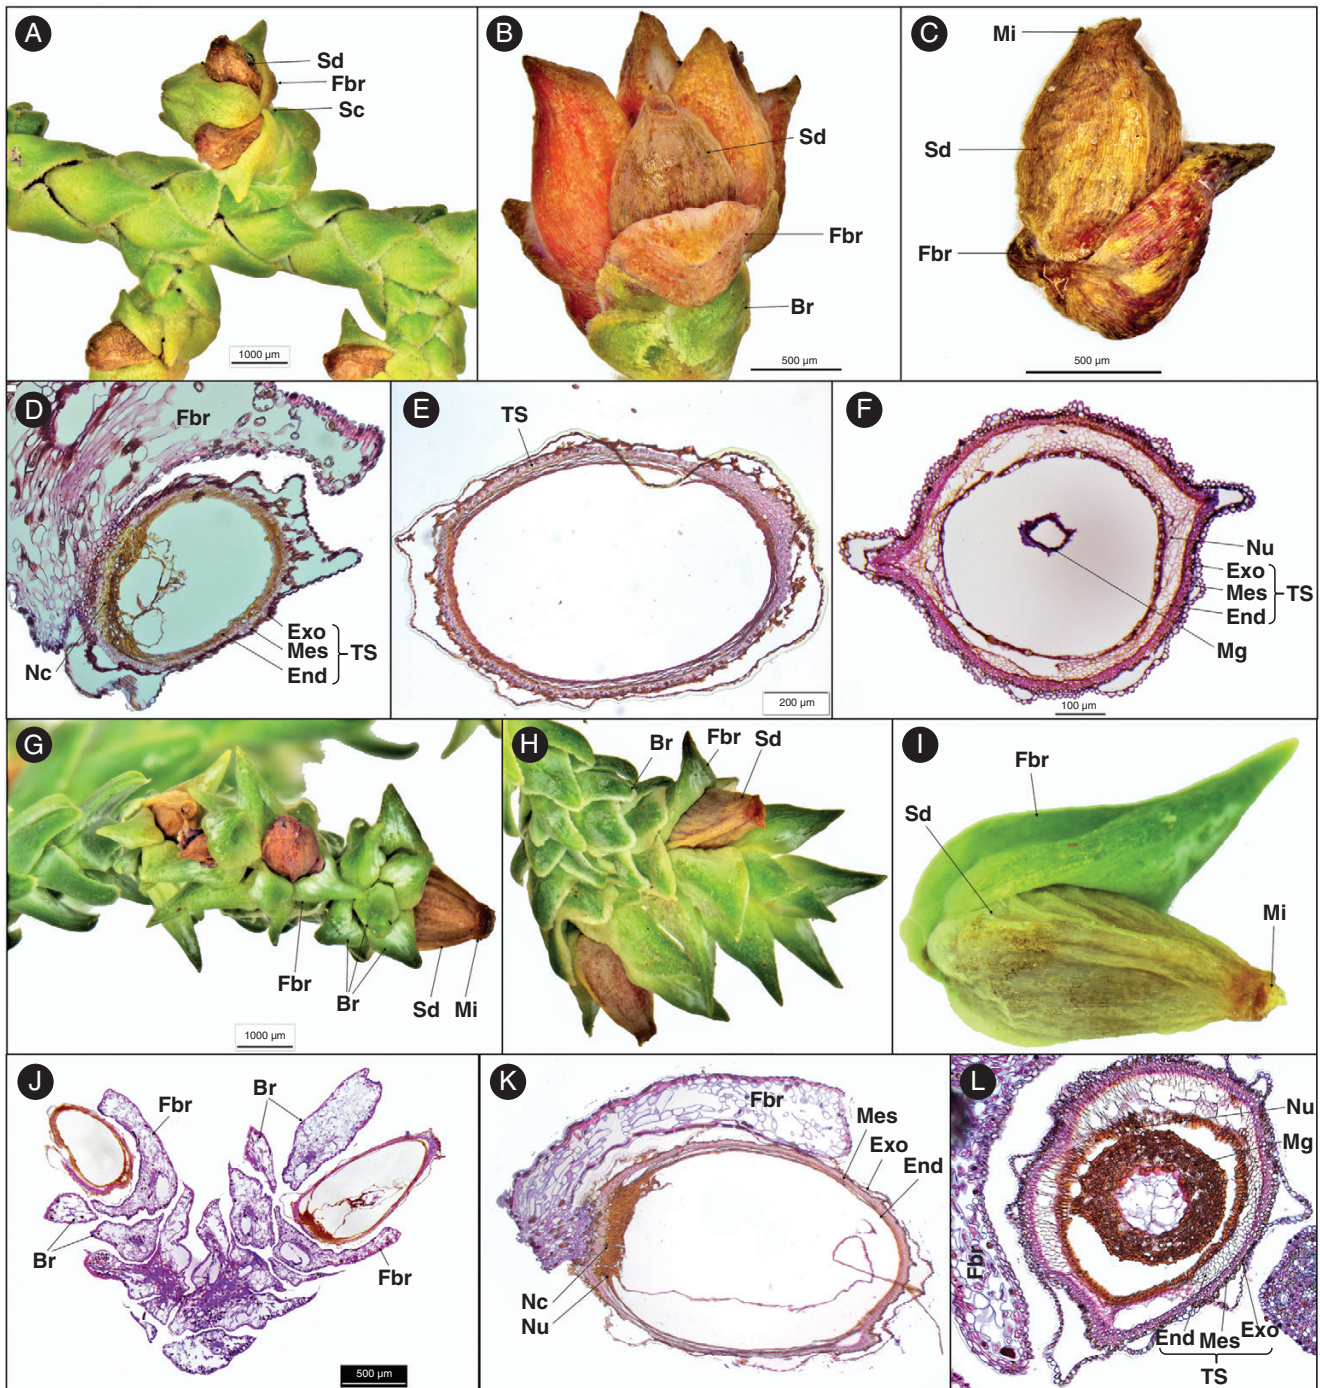 A
Sd
Fbr
Sc
1000 µm
B
Sd
Fbr
Br
500 µm
C
Mi
Sd
Fbr
500 µm
D
Fbr
Exo
Mes
End
TS
Nc
E
TS
200 µm
F
Nu
Exo
Mes
End
TS
Mg
100 µm
G
Fbr
Br
Sd
Mi
1000 µm
H
Br
Fbr
Sd
I
Fbr
Sd
Mi
J
Fbr
Br
Br
Fbr
500 µm
K
Fbr
Mes
Exo
End
Nc
Nu
L
Nu
Mg
Fbr
End
Mes
Exo
TS